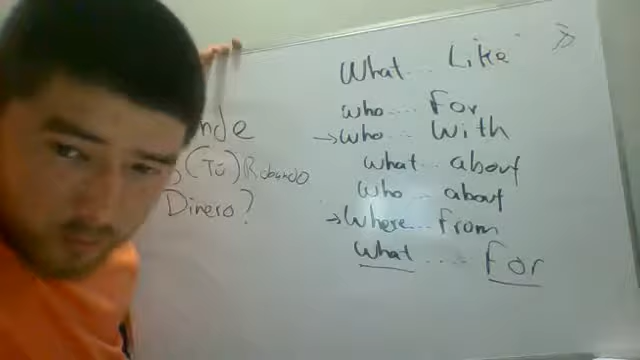 What ... Like
who ... For
→ who ... with
what ... about
who ... about
→ Where ... From
what .... For
nde
(Tú) Robando
Dinero?